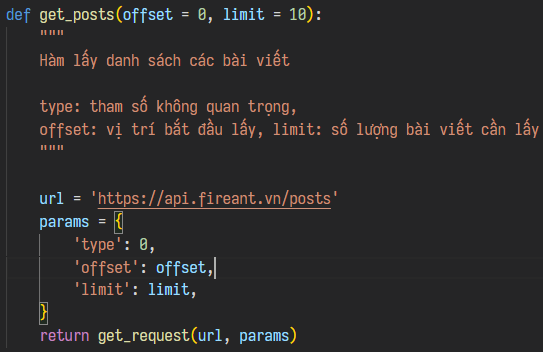 def get_posts(offset = 0, limit = 10):
    """
    Hàm lấy danh sách các bài viết

    type: tham số không quan trọng,
    offset: vị trí bắt đầu lấy, limit: số lượng bài viết cần lấy
    """

    url = 'https://api.fireant.vn/posts'
    params = {
        'type': 0,
        'offset': offset,
        'limit': limit,
    }
    return get_request(url, params)